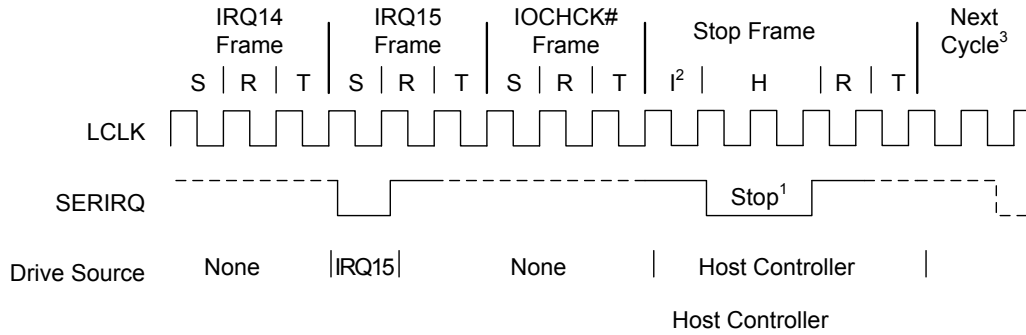 IRQ14 Frame
IRQ15 Frame
IOCHCK# Frame
Stop Frame
Next Cycle³
S R T S R T S R T I² H R T
LCLK
SERIRQ
Stop¹
Drive Source
None
IRQ15
None
Host Controller
Host Controller